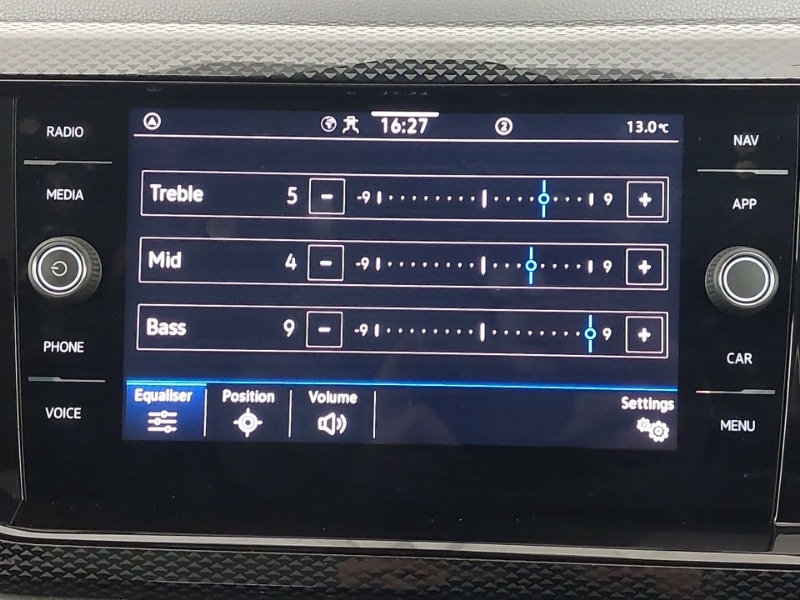 RADIO
MEDIA
PHONE
VOICE
16:27
2
13.0°C
Treble 5 - -9 9 +
Mid 4 - -9 9 +
Bass 9 - -9 9 +
Equaliser
Position
Volume
Settings
NAV
APP
CAR
MENU